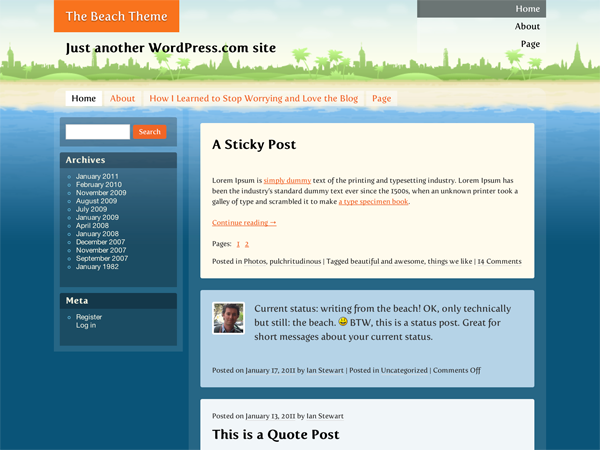 The Beach Theme
Just another WordPress.com site
Home
About
Page
Home About How I Learned to Stop Worrying and Love the Blog Page
Search
Archives
January 2011
February 2010
November 2009
August 2009
July 2009
January 2009
April 2008
January 2008
December 2007
November 2007
September 2007
January 1982
Meta
Register
Log in
A Sticky Post
Lorem Ipsum is simply dummy text of the printing and typesetting industry. Lorem Ipsum has
been the industry's standard dummy text ever since the 1500s, when an unknown printer took a
galley of type and scrambled it to make a type specimen book.
Continue reading →
Pages: 1 2
Posted in Photos, pulchritudinous | Tagged beautiful and awesome, things we like | 14 Comments
Current status: writing from the beach! OK, only technically
but still: the beach. BTW, this is a status post. Great for
short messages about your current status.
Posted on January 17, 2011 by Ian Stewart | Posted in Uncategorized | Comments Off
Posted on January 13, 2011 by Ian Stewart
This is a Quote Post